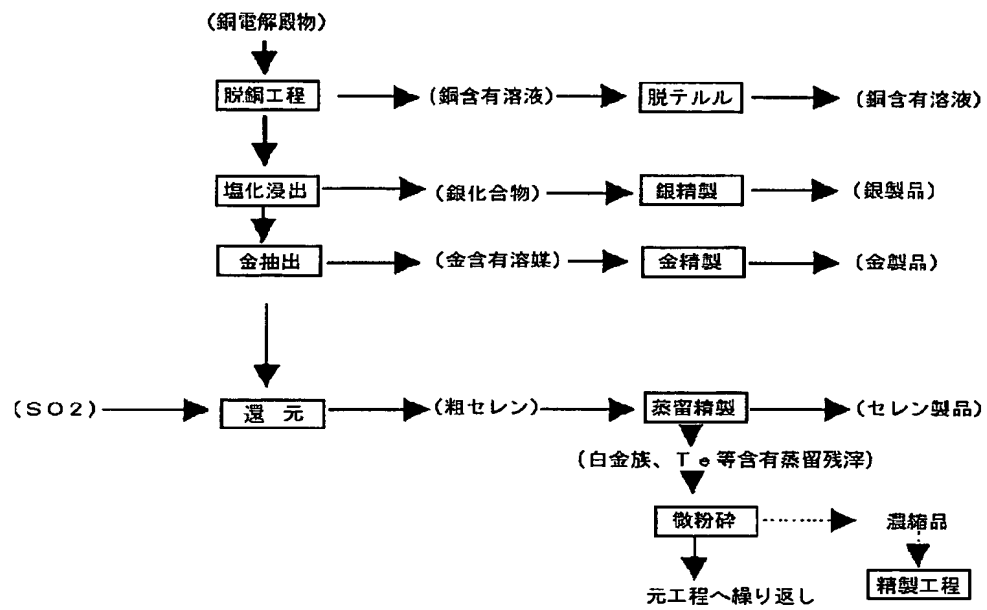 (銅電解殿物)
脱銅工程 (銅含有溶液) 脱テルル (銅含有溶液)
塩化浸出 (銀化合物) 銀精製 (銀製品)
金抽出 (金含有溶媒) 金精製 (金製品)
(SO2) 還元 (粗セレン) 蒸留精製 (セレン製品)
(白金族、Te等含有蒸留残滓)
微粉砕 濃縮品
元工程へ繰り返し 精製工程